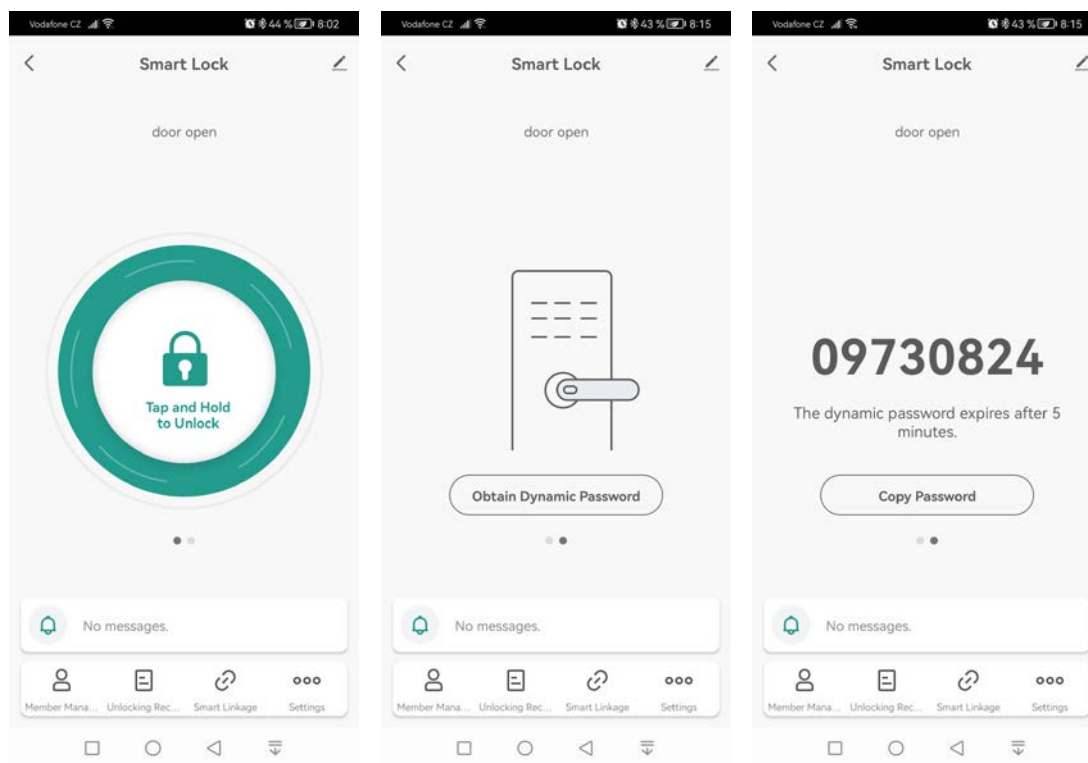 Vodafone CZ 44 % 8:02
Smart Lock
door open
Tap and Hold
to Unlock
No messages.
Member Mana... Unlocking Rec... Smart Linkage Settings
Vodafone CZ 43 % 8:15
Smart Lock
door open
Obtain Dynamic Password
No messages.
Member Mana... Unlocking Rec... Smart Linkage Settings
Vodafone CZ 43 % 8:15
Smart Lock
door open
09730824
The dynamic password expires after 5
minutes.
Copy Password
No messages.
Member Mana... Unlocking Rec... Smart Linkage Settings